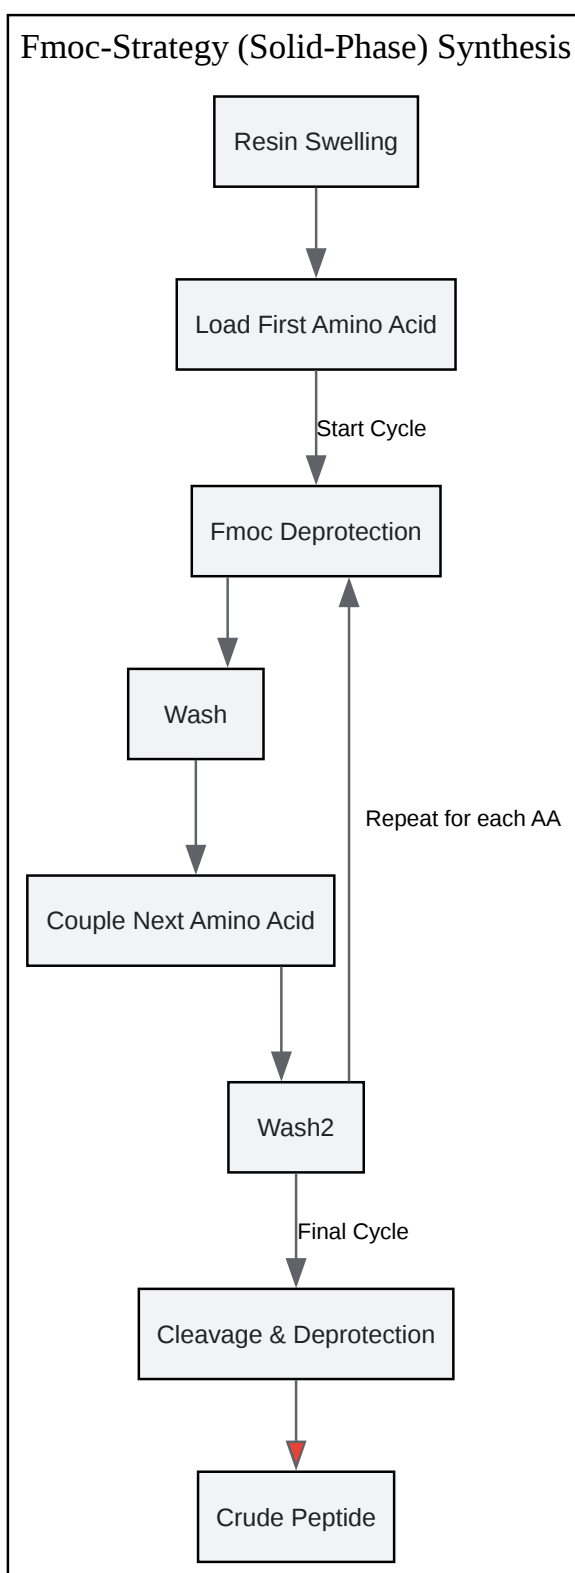 Fmoc-Strategy (Solid-Phase) Synthesis
Resin Swelling
Load First Amino Acid
Start Cycle
Fmoc Deprotection
Wash
Repeat for each AA
Couple Next Amino Acid
Wash2
Final Cycle
Cleavage & Deprotection
Crude Peptide